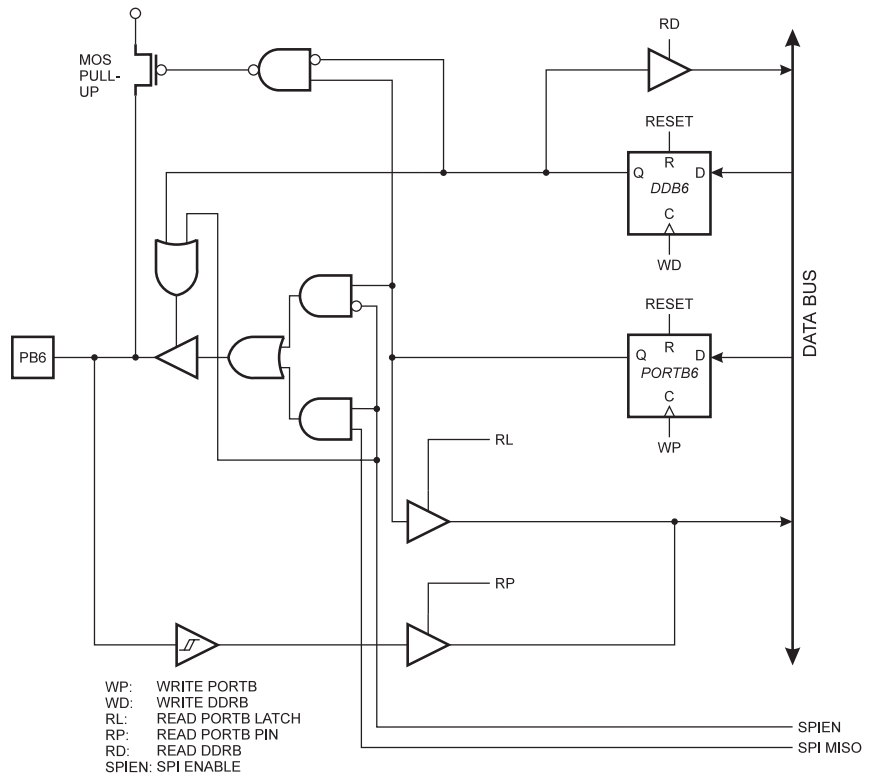 MOS
PULL-
UP
RD
RESET
R
Q
D
DDB6
C
WD
RESET
R
Q
D
PORTB6
C
WP
DATA BUS
PB6
RL
RP
WP: WRITE PORTB
WD: WRITE DDRB
RL: READ PORTB LATCH
RP: READ PORTB PIN
RD: READ DDRB
SPIEN: SPI ENABLE
SPIEN
SPI MISO